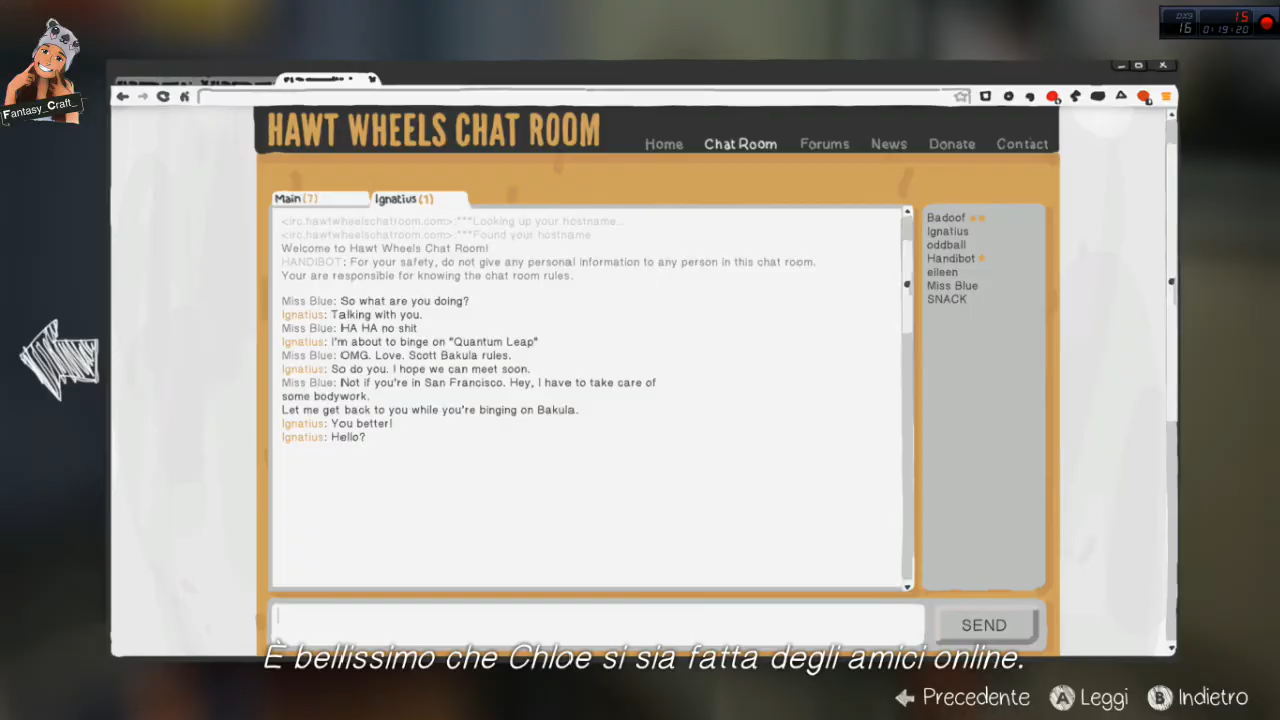 Fantasy_Craft_
16
15
0:19:20
HAWT WHEELS CHAT ROOM
Home Chat Room Forums News Donate Contact
Main (7) Ignatius (1)
<irc.hawtwheelschatroom.com>:***Looking up your hostname...
<irc.hawtwheelschatroom.com>:***Found your hostname
Welcome to Hawt Wheels Chat Room!
HANDIBOT: For your safety, do not give any personal information to any person in this chat room.
Your are responsible for knowing the chat room rules.
Miss Blue: So what are you doing?
Ignatius: Talking with you.
Miss Blue: HA HA no shit
Ignatius: I'm about to binge on "Quantum Leap"
Miss Blue: OMG. Love. Scott Bakula rules.
Ignatius: So do you. I hope we can meet soon.
Miss Blue: Not if you're in San Francisco. Hey, I have to take care of
some bodywork.
Let me get back to you while you're binging on Bakula.
Ignatius: You better!
Ignatius: Hello?
Badoof
Ignatius
oddball
Handibot
eileen
Miss Blue
SNACK
SEND
È bellissimo che Chloe si sia fatta degli amici online.
Precedente A Leggi B Indietro